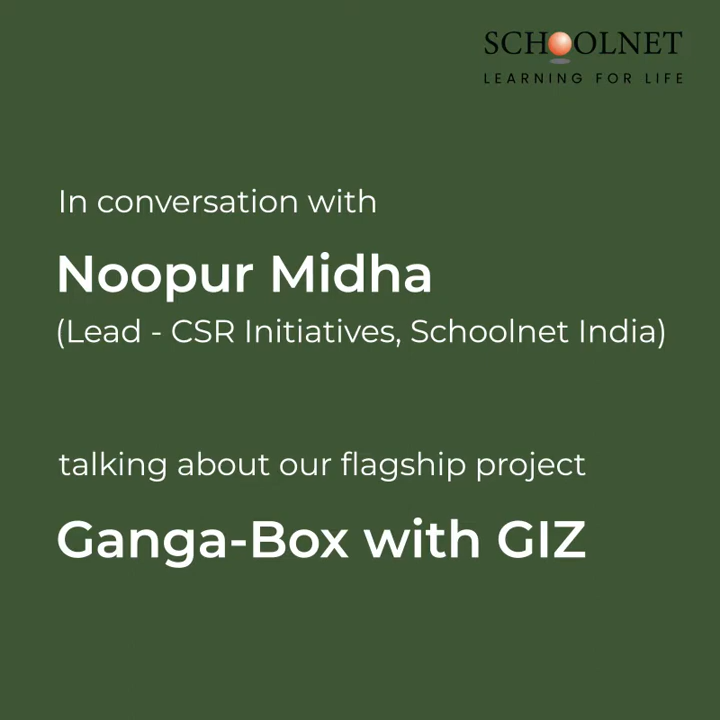 SCHOOLNET
LEARNING FOR LIFE
In conversation with
Noopur Midha
(Lead - CSR Initiatives, Schoolnet India)
talking about our flagship project
Ganga-Box with GIZ